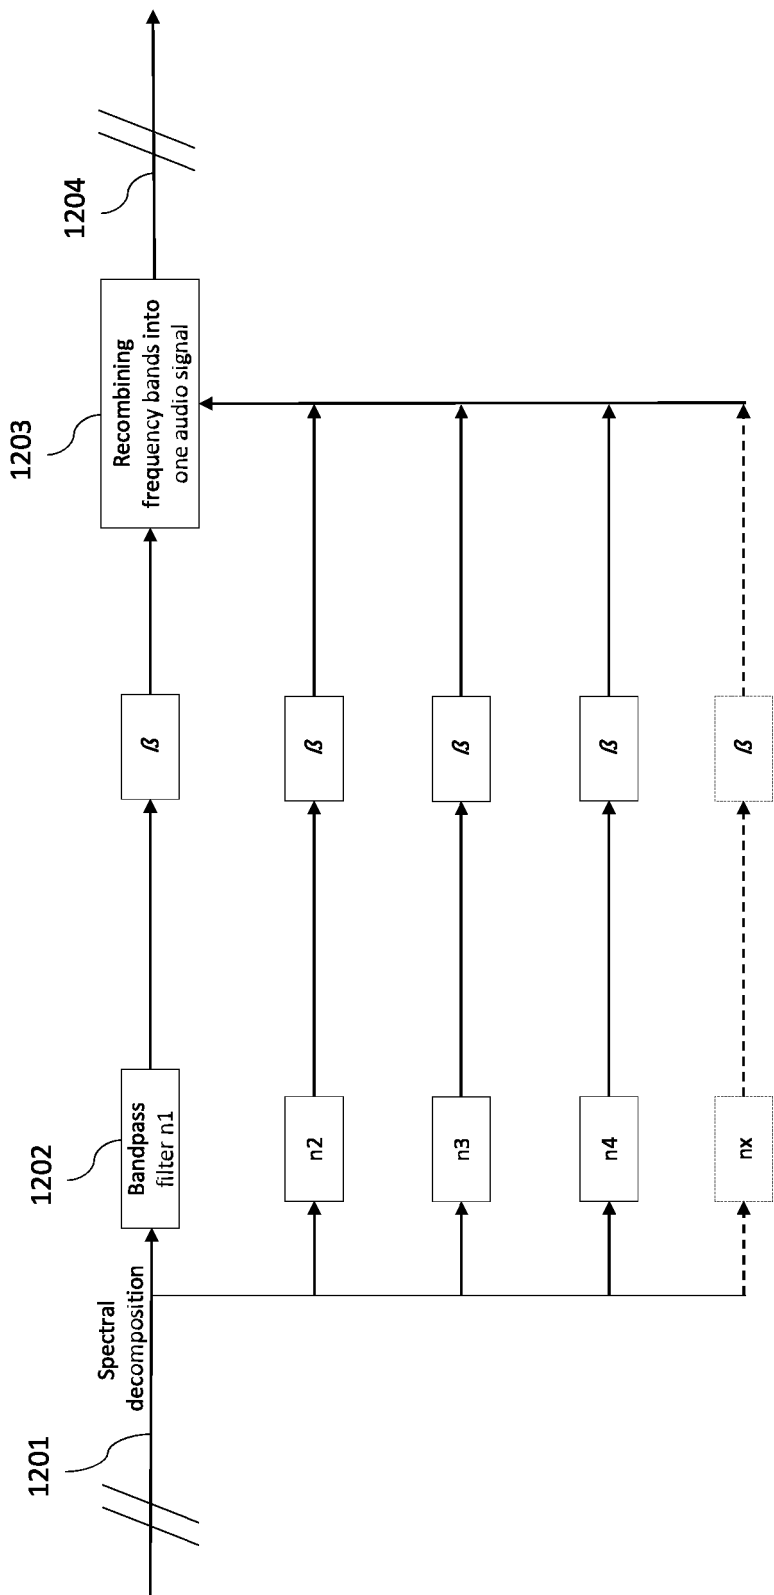 1201
Spectral
decomposition
1202
Bandpass
filter n1
ß
1203
Recombining
frequency bands into
one audio signal
1204
n2
ß
n3
ß
n4
ß
nx
ß